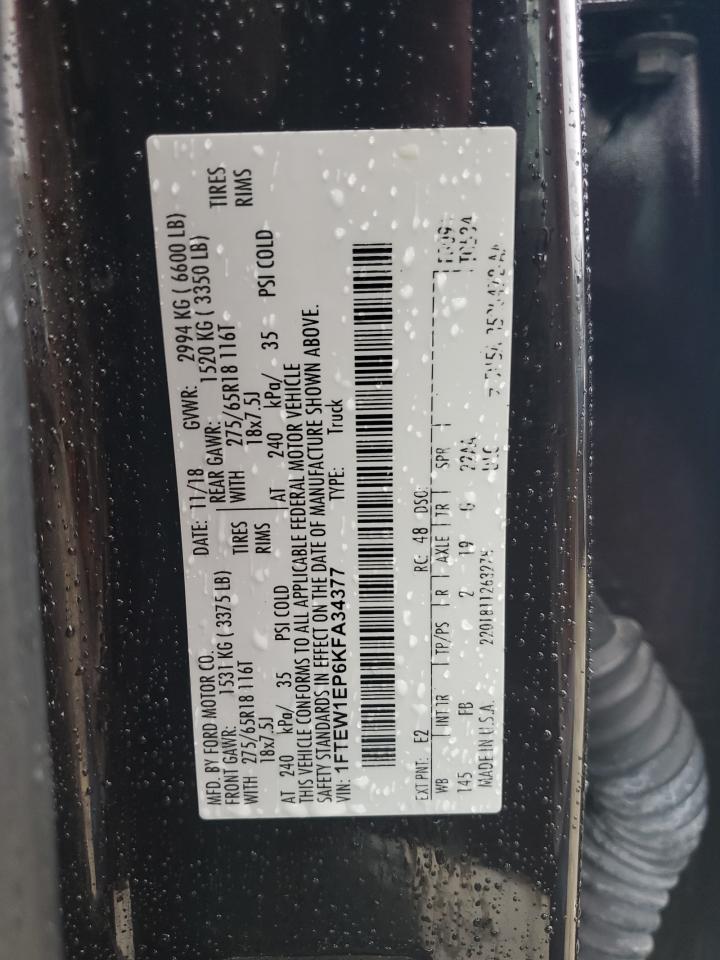 MFD. BY FORD MOTOR CO.
DATE: 11/18 GVWR: 2994 KG ( 6600 LB)
FRONT GAWR: 1531 KG ( 3375 LB) REAR GAWR: 1520 KG ( 3350 LB)
WITH 275/65R18 116T TIRES WITH 275/65R18 116T TIRES
18x7.5J RIMS 18x7.5J RIMS
AT 240 kPa/ 35 PSI COLD AT 240 kPa/ 35 PSI COLD
THIS VEHICLE CONFORMS TO ALL APPLICABLE FEDERAL MOTOR VEHICLE
SAFETY STANDARDS IN EFFECT ON THE DATE OF MANUFACTURE SHOWN ABOVE.
VIN: 1FTEW1EP6KFA34377 TYPE: Truck
EXT PNT: E2 RC: 48 DSO:
WB INT TR TP/PS R AXLE TR SPR
145 FB 2 19 6 22A4
MADE IN U.S.A.